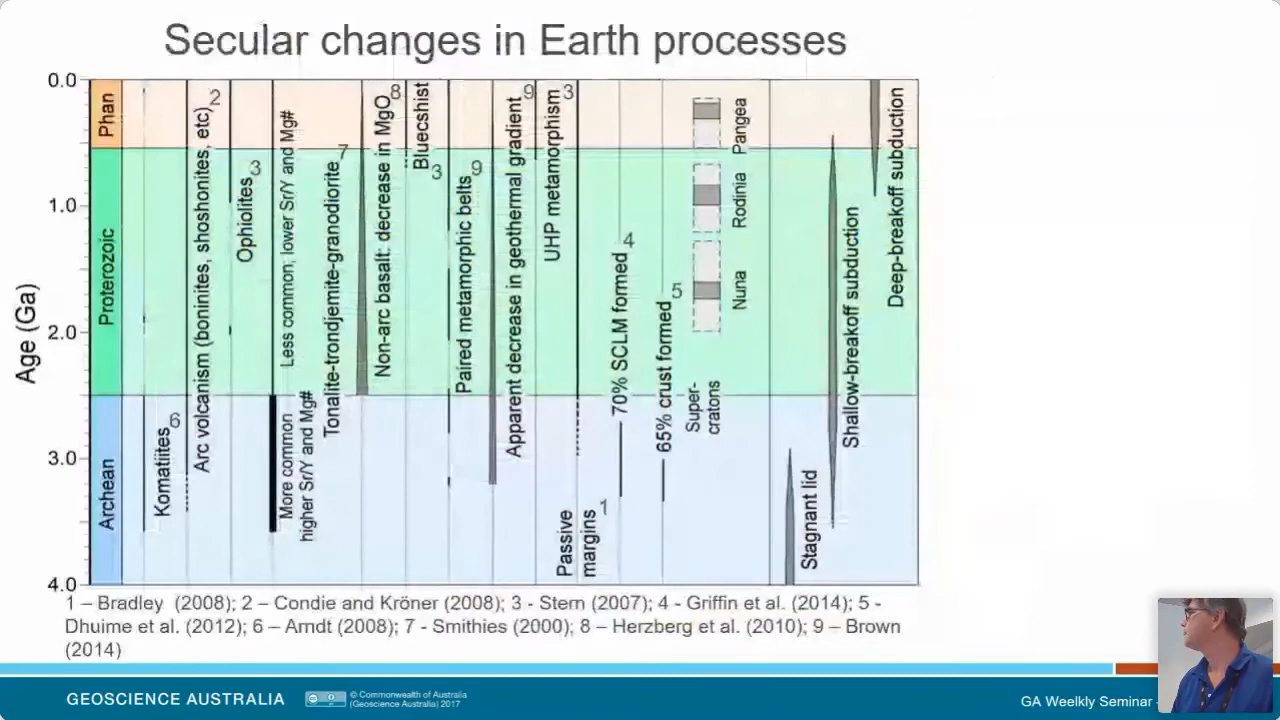 Secular changes in Earth processes
Age (Ga)
0.0
1.0
2.0
3.0
4.0
Phan
Proterozoic
Archean
Komatiites 6
Arc volcanism (boninites, shoshonites, etc) 2
Ophiolites 3
Less common; lower Sr/Y and Mg#
More common
higher Sr/Y and Mg#
Tonalite-trondjemite-granodiorite 7
Non-arc basalt; decrease in MgO 8
Bluecshist 3
Paired metamorphic belts 9
Apparent decrease in geothermal gradient 9
UHP metamorphism 3
Passive
margins 1
70% SCLM formed 4
65% crust formed 5
Super-
cratons
Nuna
Rodinia
Pangea
Stagnant lid
Shallow-breakoff subduction
Deep-breakoff subduction
1 – Bradley (2008); 2 – Condie and Kröner (2008); 3 - Stern (2007); 4 - Griffin et al. (2014); 5 -
Dhuime et al. (2012); 6 – Arndt (2008); 7 - Smithies (2000); 8 – Herzberg et al. (2010); 9 – Brown
(2014)
GEOSCIENCE AUSTRALIA
© Commonwealth of Australia
(Geoscience Australia) 2017
GA Weelkly Seminar -